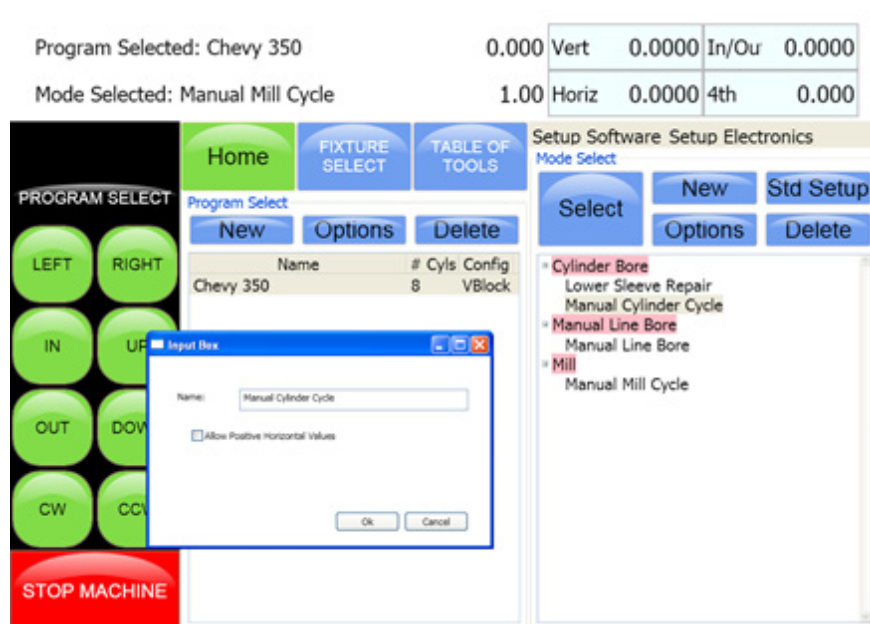 Program Selected: Chevy 350
0.000
Vert
0.0000
In/Ou
0.0000
Mode Selected: Manual Mill Cycle
1.00
Horiz
0.0000
4th
0.000
PROGRAM SELECT
LEFT
RIGHT
IN
UP
OUT
DOW
CW
CCW
STOP MACHINE
Home
FIXTURE
SELECT
TABLE OF
TOOLS
Program Select
New
Options
Delete
Name
# Cyls
Config
Chevy 350
8
VBlock
Input Box
Name:
Manual Cylinder Cycle
Allow Positive Horizontal Values
Ok
Cancel
Setup Software
Setup Electronics
Mode Select
Select
New
Std Setup
Options
Delete
Cylinder Bore
Lower Sleeve Repair
Manual Cylinder Cycle
Manual Line Bore
Manual Line Bore
Mill
Manual Mill Cycle